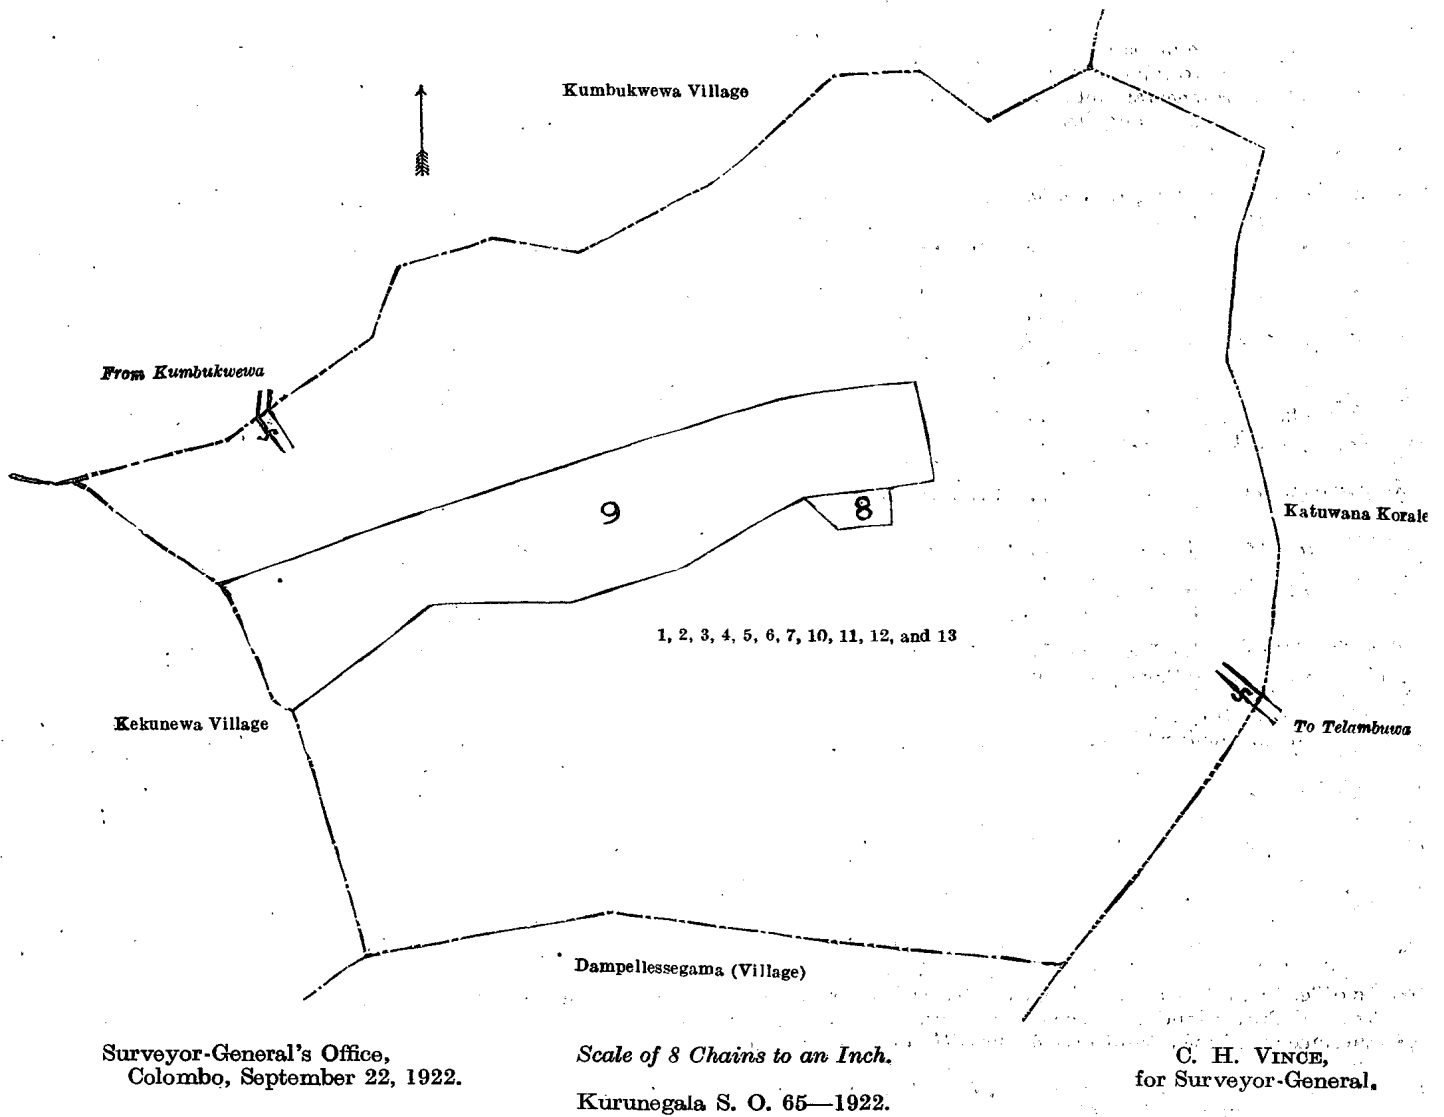 Kumbukwewa Village
From Kumbukwewa
9
8
Katuwana Korale
1, 2, 3, 4, 5, 6, 7, 10, 11, 12, and 13
Kekunewa Village
To Telambuwa
Dampellessegama (Village)
Surveyor-General's Office,
Colombo, September 22, 1922.
Scale of 8 Chains to an Inch.
Kurunegala S. O. 65—1922.
C. H. VINCE,
for Surveyor-General.